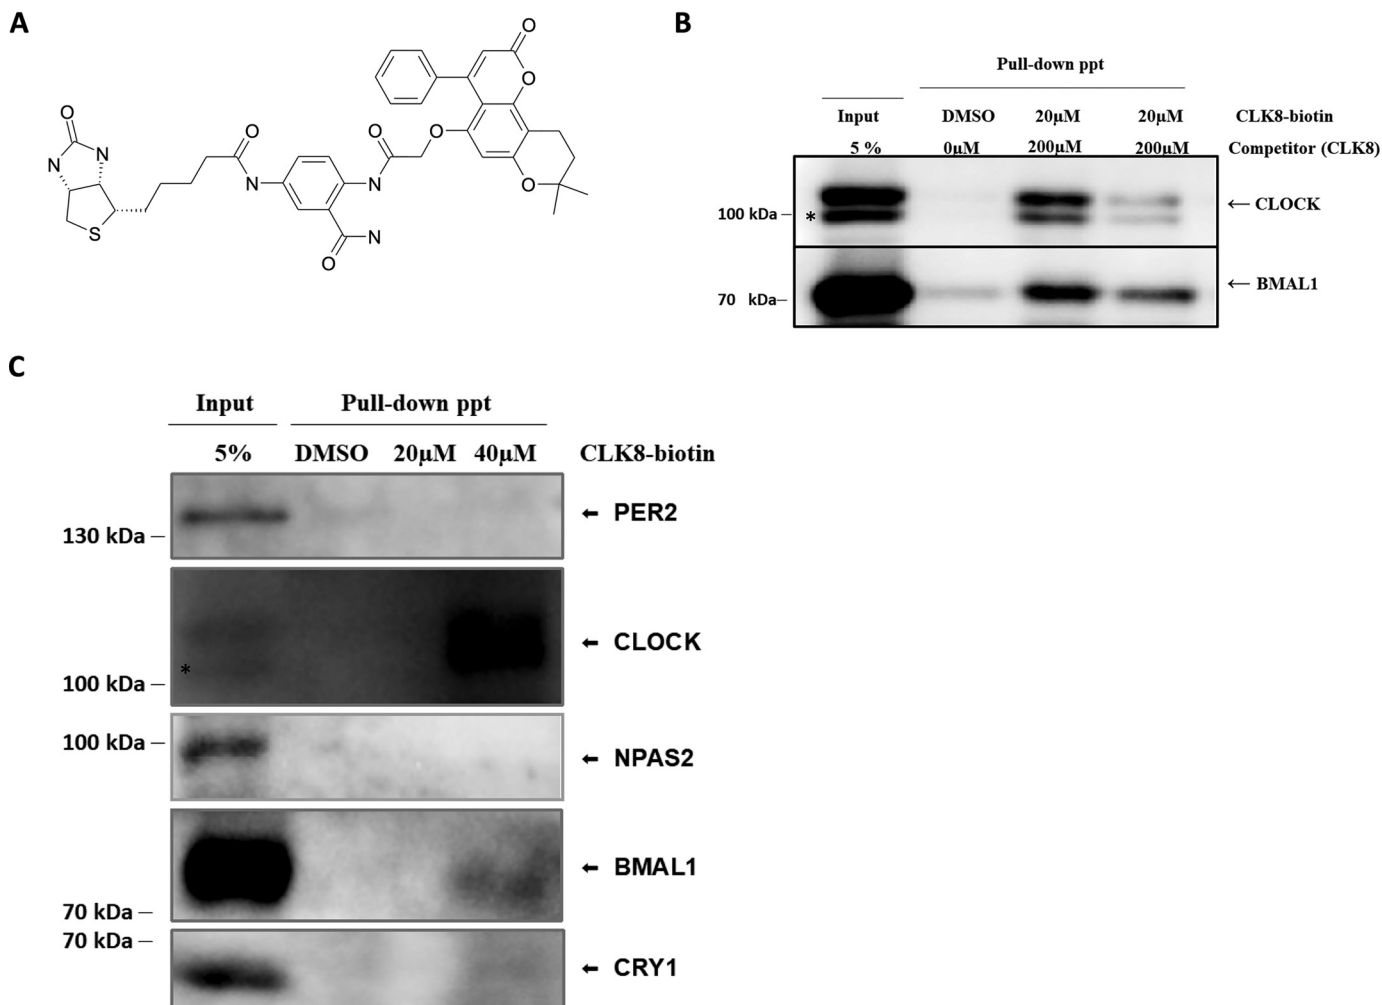 A
O
O
O
O
O
O
N
N
N
N
O
S
N
O
B
Pull-down ppt
Input DMSO 20µM 20µM CLK8-biotin
5 % 0µM 200µM 200µM Competitor (CLK8)
100 kDa * ← CLOCK
70 kDa ← BMAL1
C
Input Pull-down ppt
5% DMSO 20µM 40µM CLK8-biotin
130 kDa ← PER2
100 kDa * ← CLOCK
100 kDa ← NPAS2
70 kDa ← BMAL1
70 kDa ← CRY1